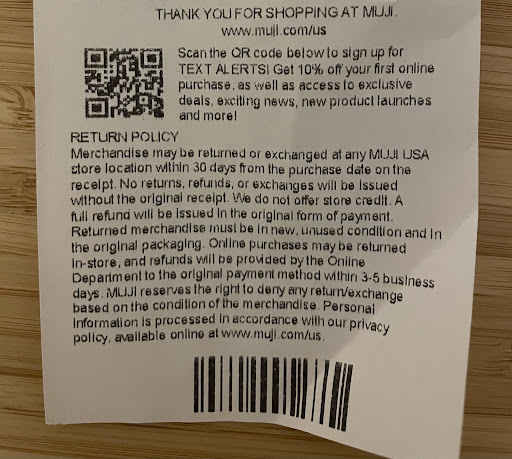 THANK YOU FOR SHOPPING AT MUJI.
www.muji.com/us
Scan the QR code below to sign up for
TEXT ALERTS! Get 10% off your first online
purchase, as well as access to exclusive
deals, exciting news, new product launches
and more!
RETURN POLICY
Merchandise may be returned or exchanged at any MUJI USA
store location within 30 days from the purchase date on the
receipt. No returns, refunds, or exchanges will be issued
without the original receipt. We do not offer store credit. A
full refund will be issued in the original form of payment.
Returned merchandise must be in new, unused condition and in
the original packaging. Online purchases may be returned
in-store, and refunds will be provided by the Online
Department to the original payment method within 3-5 business
days. MUJI reserves the right to deny any return/exchange
based on the condition of the merchandise. Personal
information is processed in accordance with our privacy
policy, available online at www.muji.com/us.